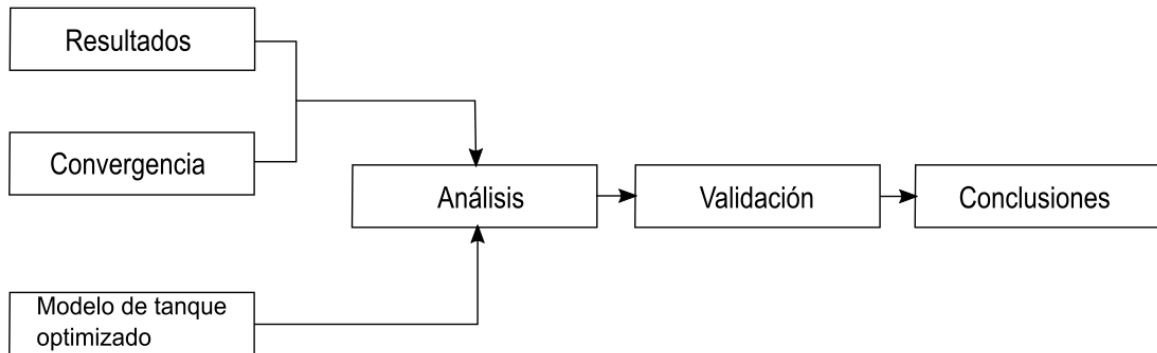 Resultados
Convergencia
Análisis
Validación
Conclusiones
Modelo de tanque
optimizado